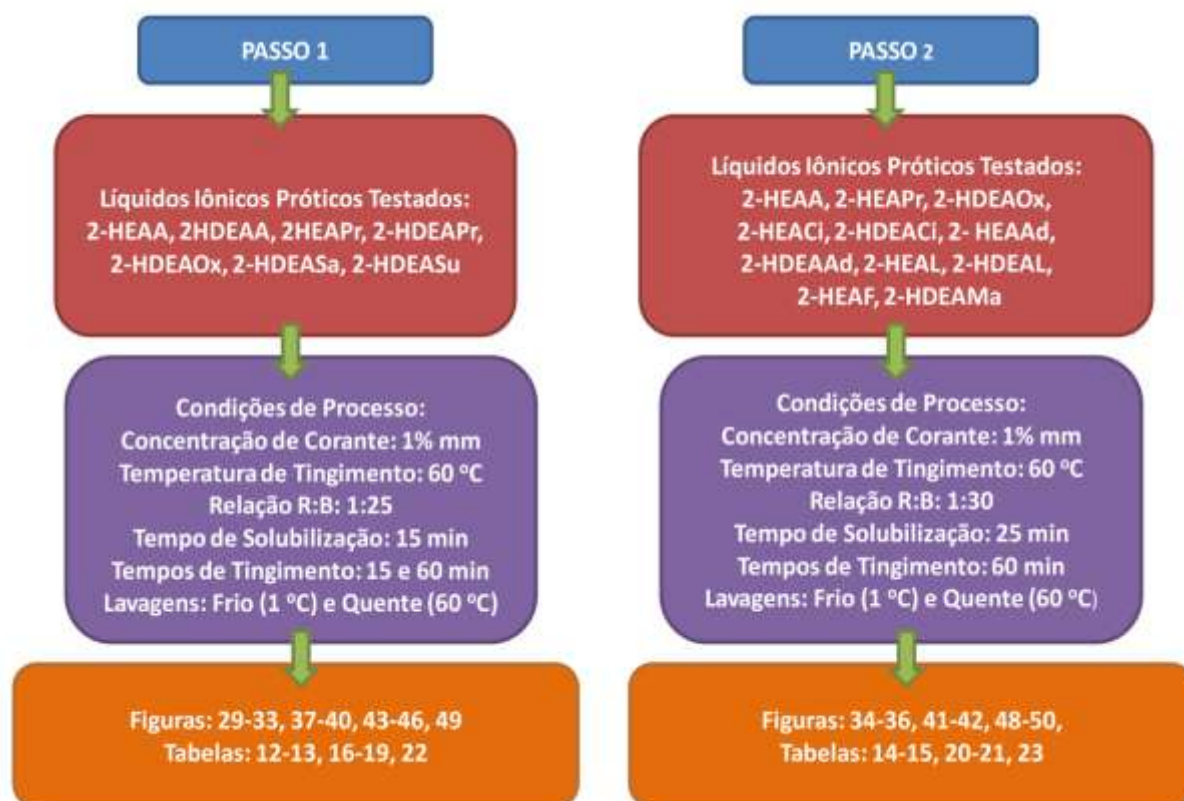 PASSO 1
Líquidos Iônicos Próticos Testados:
2-HEAA, 2HDEAA, 2HEAPr, 2-HDEAPr,
2-HDEAOx, 2-HDEASa, 2-HDEASu
Condições de Processo:
Concentração de Corante: 1% mm
Temperatura de Tingimento: 60 ºC
Relação R:B: 1:25
Tempo de Solubilização: 15 min
Tempos de Tingimento: 15 e 60 min
Lavagens: Frio (1 ºC) e Quente (60 ºC)
Figuras: 29-33, 37-40, 43-46, 49
Tabelas: 12-13, 16-19, 22
PASSO 2
Líquidos Iônicos Próticos Testados:
2-HEAA, 2-HEAPr, 2-HDEAOx,
2-HEACi, 2-HDEACi, 2- HEAAd,
2-HDEAAd, 2-HEAL, 2-HDEAL,
2-HEAF, 2-HDEAMa
Condições de Processo:
Concentração de Corante: 1% mm
Temperatura de Tingimento: 60 ºC
Relação R:B: 1:30
Tempo de Solubilização: 25 min
Tempos de Tingimento: 60 min
Lavagens: Frio (1 ºC) e Quente (60 ºC)
Figuras: 34-36, 41-42, 48-50,
Tabelas: 14-15, 20-21, 23